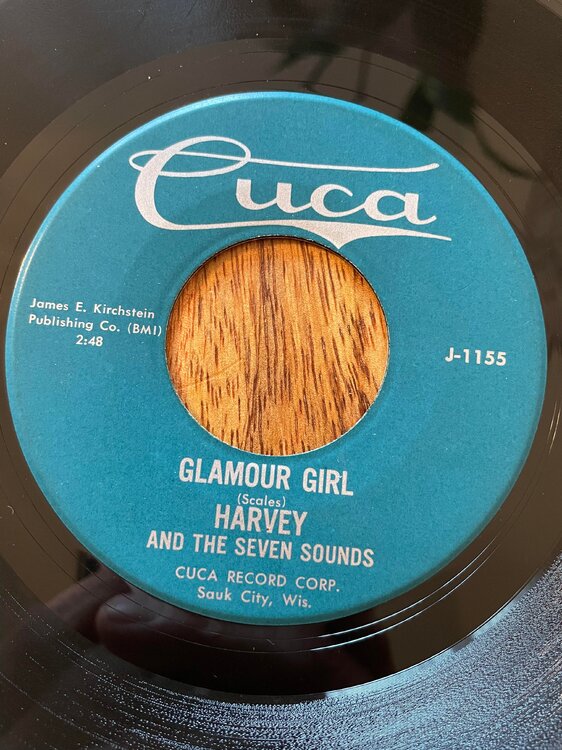 Cuca
James E. Kirchstein
Publishing Co. (BMI)
2:48
J-1155
GLAMOUR GIRL
(Scales)
HARVEY
AND THE SEVEN SOUNDS
CUCA RECORD CORP.
Sauk City, Wis.